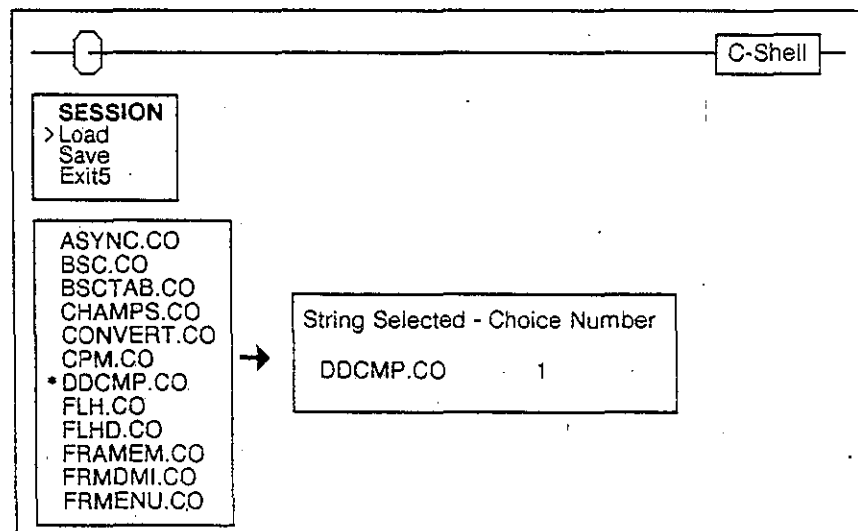 C-Shell
SESSION
>Load
Save
Exit5
ASYNC.CO
BSC.CO
BSCTAB.CO
CHAMPS.CO
CONVERT.CO
CPM.CO
*DDCMP.CO
FLH.CO
FLHD.CO
FRAMEM.CO
FRMDMI.CO
FRMENU.CO
String Selected - Choice Number
DDCMP.CO 1